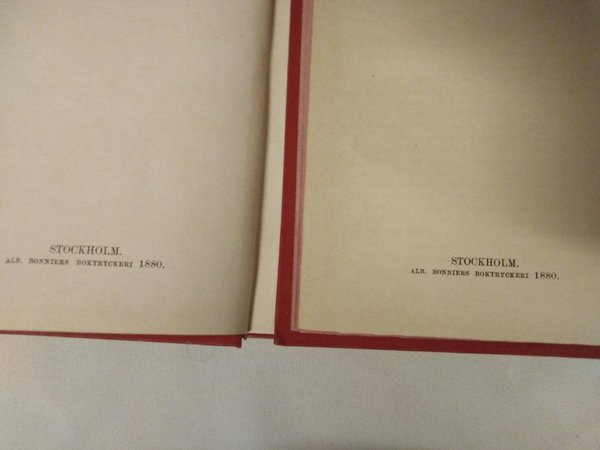 STOCKHOLM.
ALB. BONNIERS BOKTRYCKERI 1880.
STOCKHOLM.
ALB. BONNIERS BOKTRYCKERI 1880.